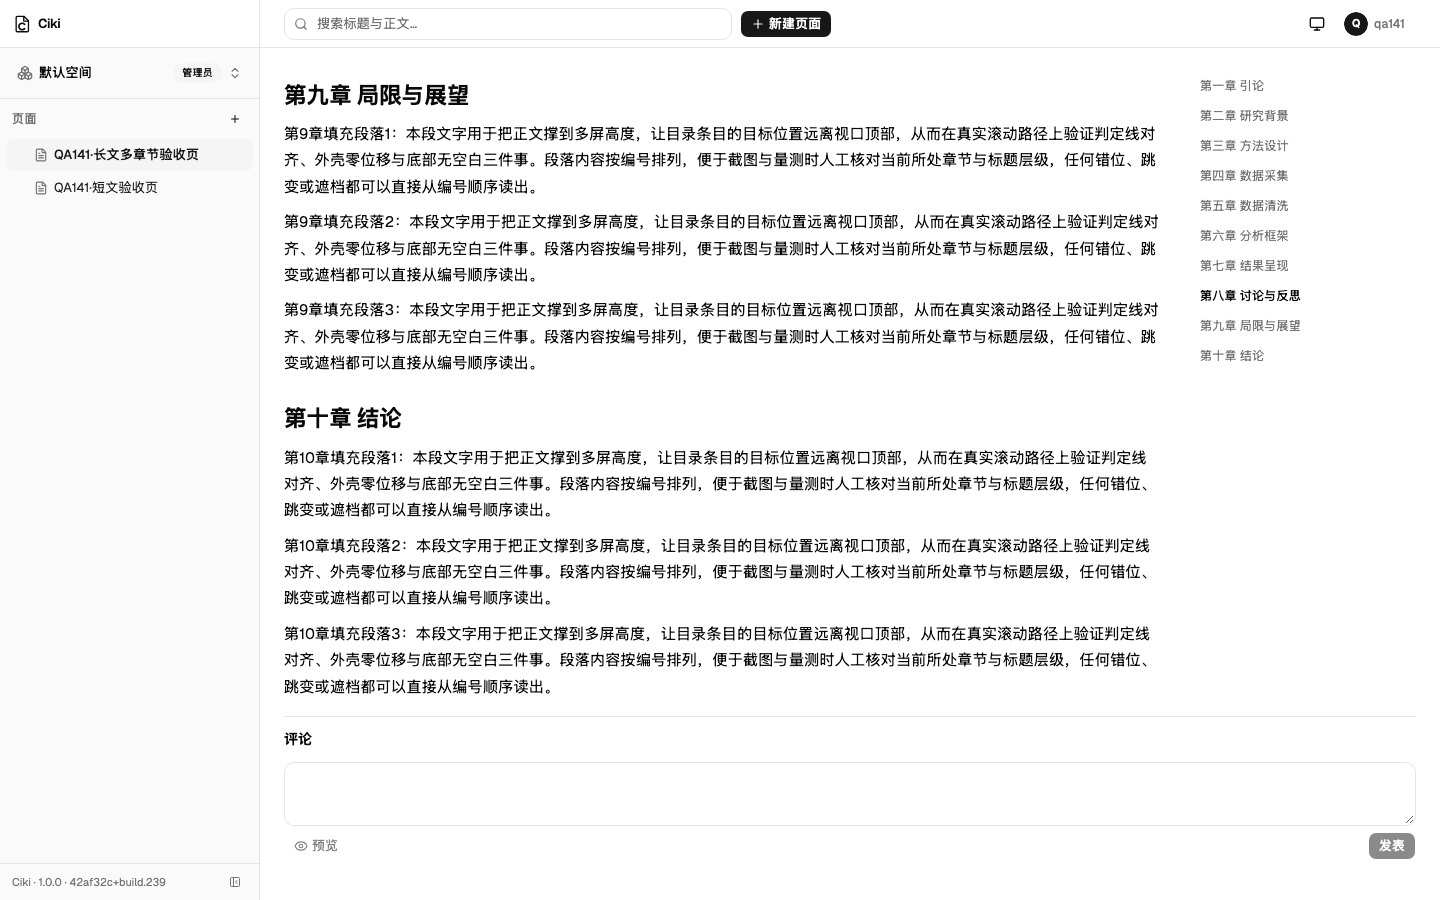 Ciki
搜索标题与正文...
新建页面
Q
qa141
默认空间
管理员
页面
QA141·长文多章节验收页
QA141·短文验收页
第九章 局限与展望
第9章填充段落1：本段文字用于把正文撑到多屏高度，让目录条目的目标位置远离视口顶部，从而在真实滚动路径上验证判定线对
齐、外壳零位移与底部无空白三件事。段落内容按编号排列，便于截图与量测时人工核对当前所处章节与标题层级，任何错位、跳
变或遮档都可以直接从编号顺序读出。
第9章填充段落2：本段文字用于把正文撑到多屏高度，让目录条目的目标位置远离视口顶部，从而在真实滚动路径上验证判定线对
齐、外壳零位移与底部无空白三件事。段落内容按编号排列，便于截图与量测时人工核对当前所处章节与标题层级，任何错位、跳
变或遮档都可以直接从编号顺序读出。
第9章填充段落3：本段文字用于把正文撑到多屏高度，让目录条目的目标位置远离视口顶部，从而在真实滚动路径上验证判定线对
齐、外壳零位移与底部无空白三件事。段落内容按编号排列，便于截图与量测时人工核对当前所处章节与标题层级，任何错位、跳
变或遮档都可以直接从编号顺序读出。
第十章 结论
第10章填充段落1：本段文字用于把正文撑到多屏高度，让目录条目的目标位置远离视口顶部，从而在真实滚动路径上验证判定线
对齐、外壳零位移与底部无空白三件事。段落内容按编号排列，便于截图与量测时人工核对当前所处章节与标题层级，任何错位、
跳变或遮档都可以直接从编号顺序读出。
第10章填充段落2：本段文字用于把正文撑到多屏高度，让目录条目的目标位置远离视口顶部，从而在真实滚动路径上验证判定线
对齐、外壳零位移与底部无空白三件事。段落内容按编号排列，便于截图与量测时人工核对当前所处章节与标题层级，任何错位、
跳变或遮档都可以直接从编号顺序读出。
第10章填充段落3：本段文字用于把正文撑到多屏高度，让目录条目的目标位置远离视口顶部，从而在真实滚动路径上验证判定线
对齐、外壳零位移与底部无空白三件事。段落内容按编号排列，便于截图与量测时人工核对当前所处章节与标题层级，任何错位、
跳变或遮档都可以直接从编号顺序读出。
第一章 引论
第二章 研究背景
第三章 方法设计
第四章 数据采集
第五章 数据清洗
第六章 分析框架
第七章 结果呈现
第八章 讨论与反思
第九章 局限与展望
第十章 结论
评论
预览
发表
Ciki · 1.0.0 · 42af32c+build.239